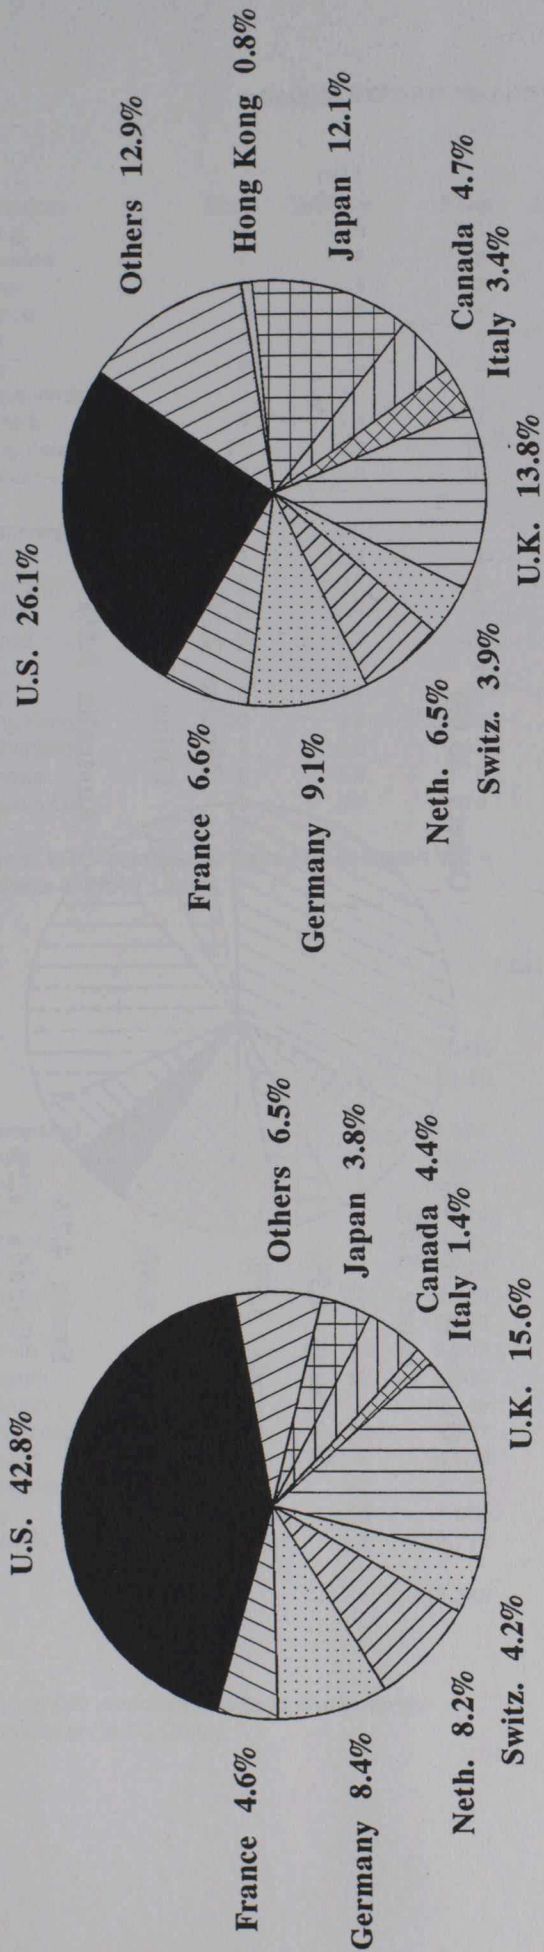 U.S. 42.8%
Others 6.5%
Japan 3.8%
Canada 4.4%
Italy 1.4%
U.K. 15.6%
Switz. 4.2%
Neth. 8.2%
Germany 8.4%
France 4.6%
U.S. 26.1%
Others 12.9%
Hong Kong 0.8%
Japan 12.1%
Canada 4.7%
Italy 3.4%
U.K. 13.8%
Switz. 3.9%
Neth. 6.5%
Germany 9.1%
France 6.6%